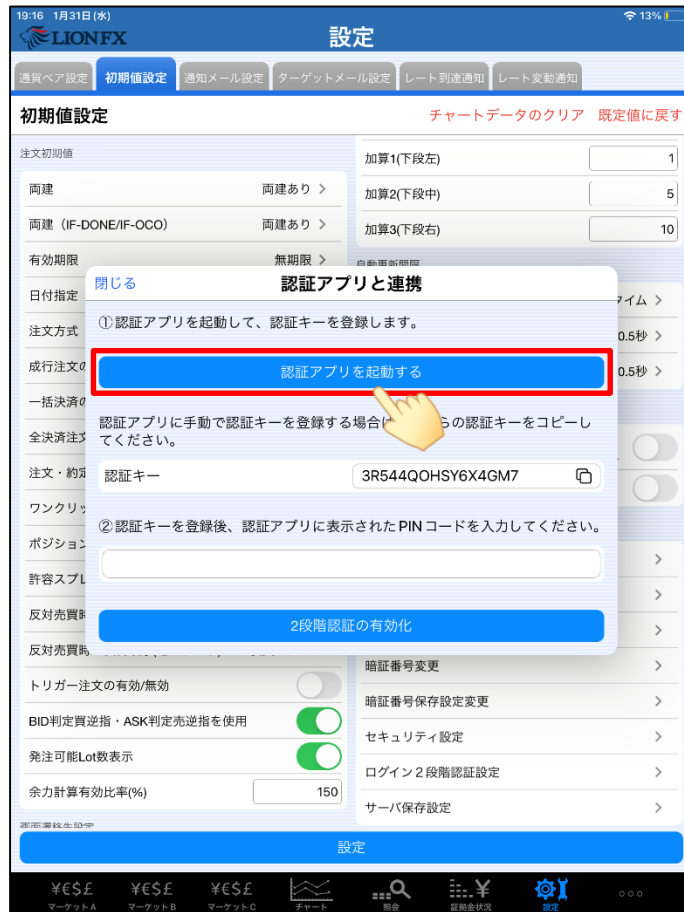 19:16 1月31日(水)
13%
LION FX
設定
通貨ペア設定
初期値設定
通知メール設定
ターゲットメール設定
レート到達通知
レート変動通知
初期値設定
チャートデータのクリア 既定値に戻す
注文初期値
両建 両建あり
両建（IF-DONE/IF-OCO） 両建あり
有効期限 無期限
日付指定
注文方式
成行注文の
一括決済の
全決済注文
注文・約定
ワンクリッ
ポジション
許容スプレ
反対売買時
反対売買時
トリガー注文の有効/無効
BID判定買逆指・ASK判定売逆指を使用
発注可能Lot数表示
余力計算有効比率(%) 150
画面遷移先設定
加算1(下段左) 1
加算2(下段中) 5
加算3(下段右) 10
自動更新間隔
タイム
0.5秒
0.5秒
暗証番号変更
暗証番号保存設定変更
セキュリティ設定
ログイン２段階認証設定
サーバ保存設定
閉じる
認証アプリと連携
①認証アプリを起動して、認証キーを登録します。
認証アプリを起動する
認証アプリに手動で認証キーを登録する場合は
らの認証キーをコピーし
てください。
認証キー 3R544QOHSY6X4GM7
②認証キーを登録後、認証アプリに表示されたPINコードを入力してください。
2段階認証の有効化
設定
¥€$£ ¥€$£ ¥€$£
マーケットA マーケットB マーケットC チャート 照会 証拠金状況 設定